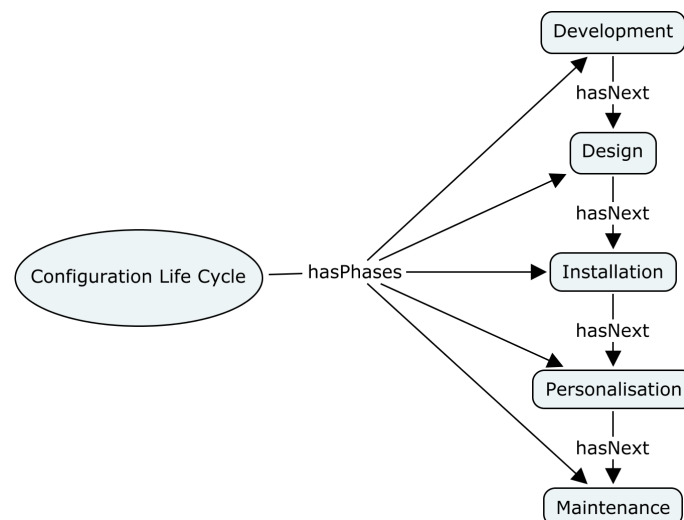 Development
hasNext
Design
hasNext
Configuration Life Cycle
hasPhases
Installation
hasNext
Personalisation
hasNext
Maintenance